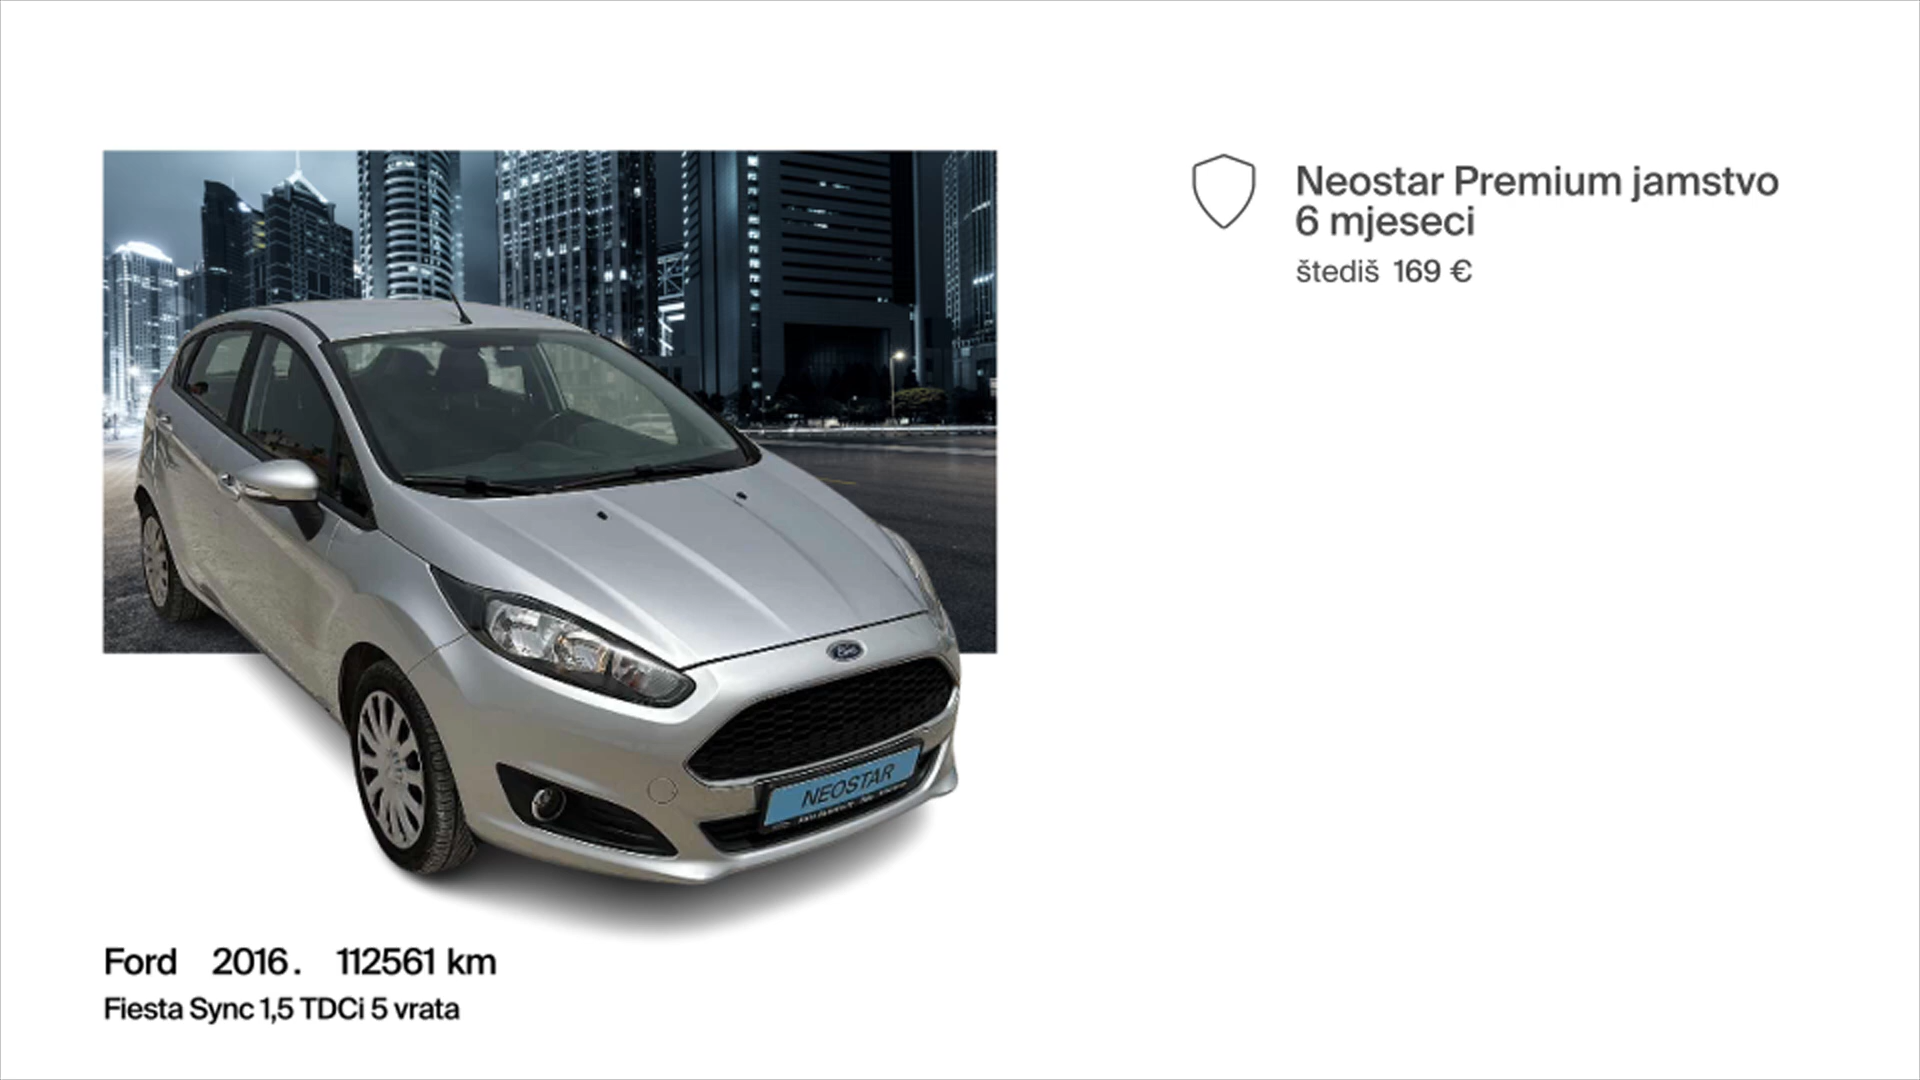 Neostar Premium jamstvo
6 mjeseci
štediš 169 €
Ford
NEOSTAR
Ford 2016. 112561 km
Fiesta Sync 1,5 TDCi 5 vrata